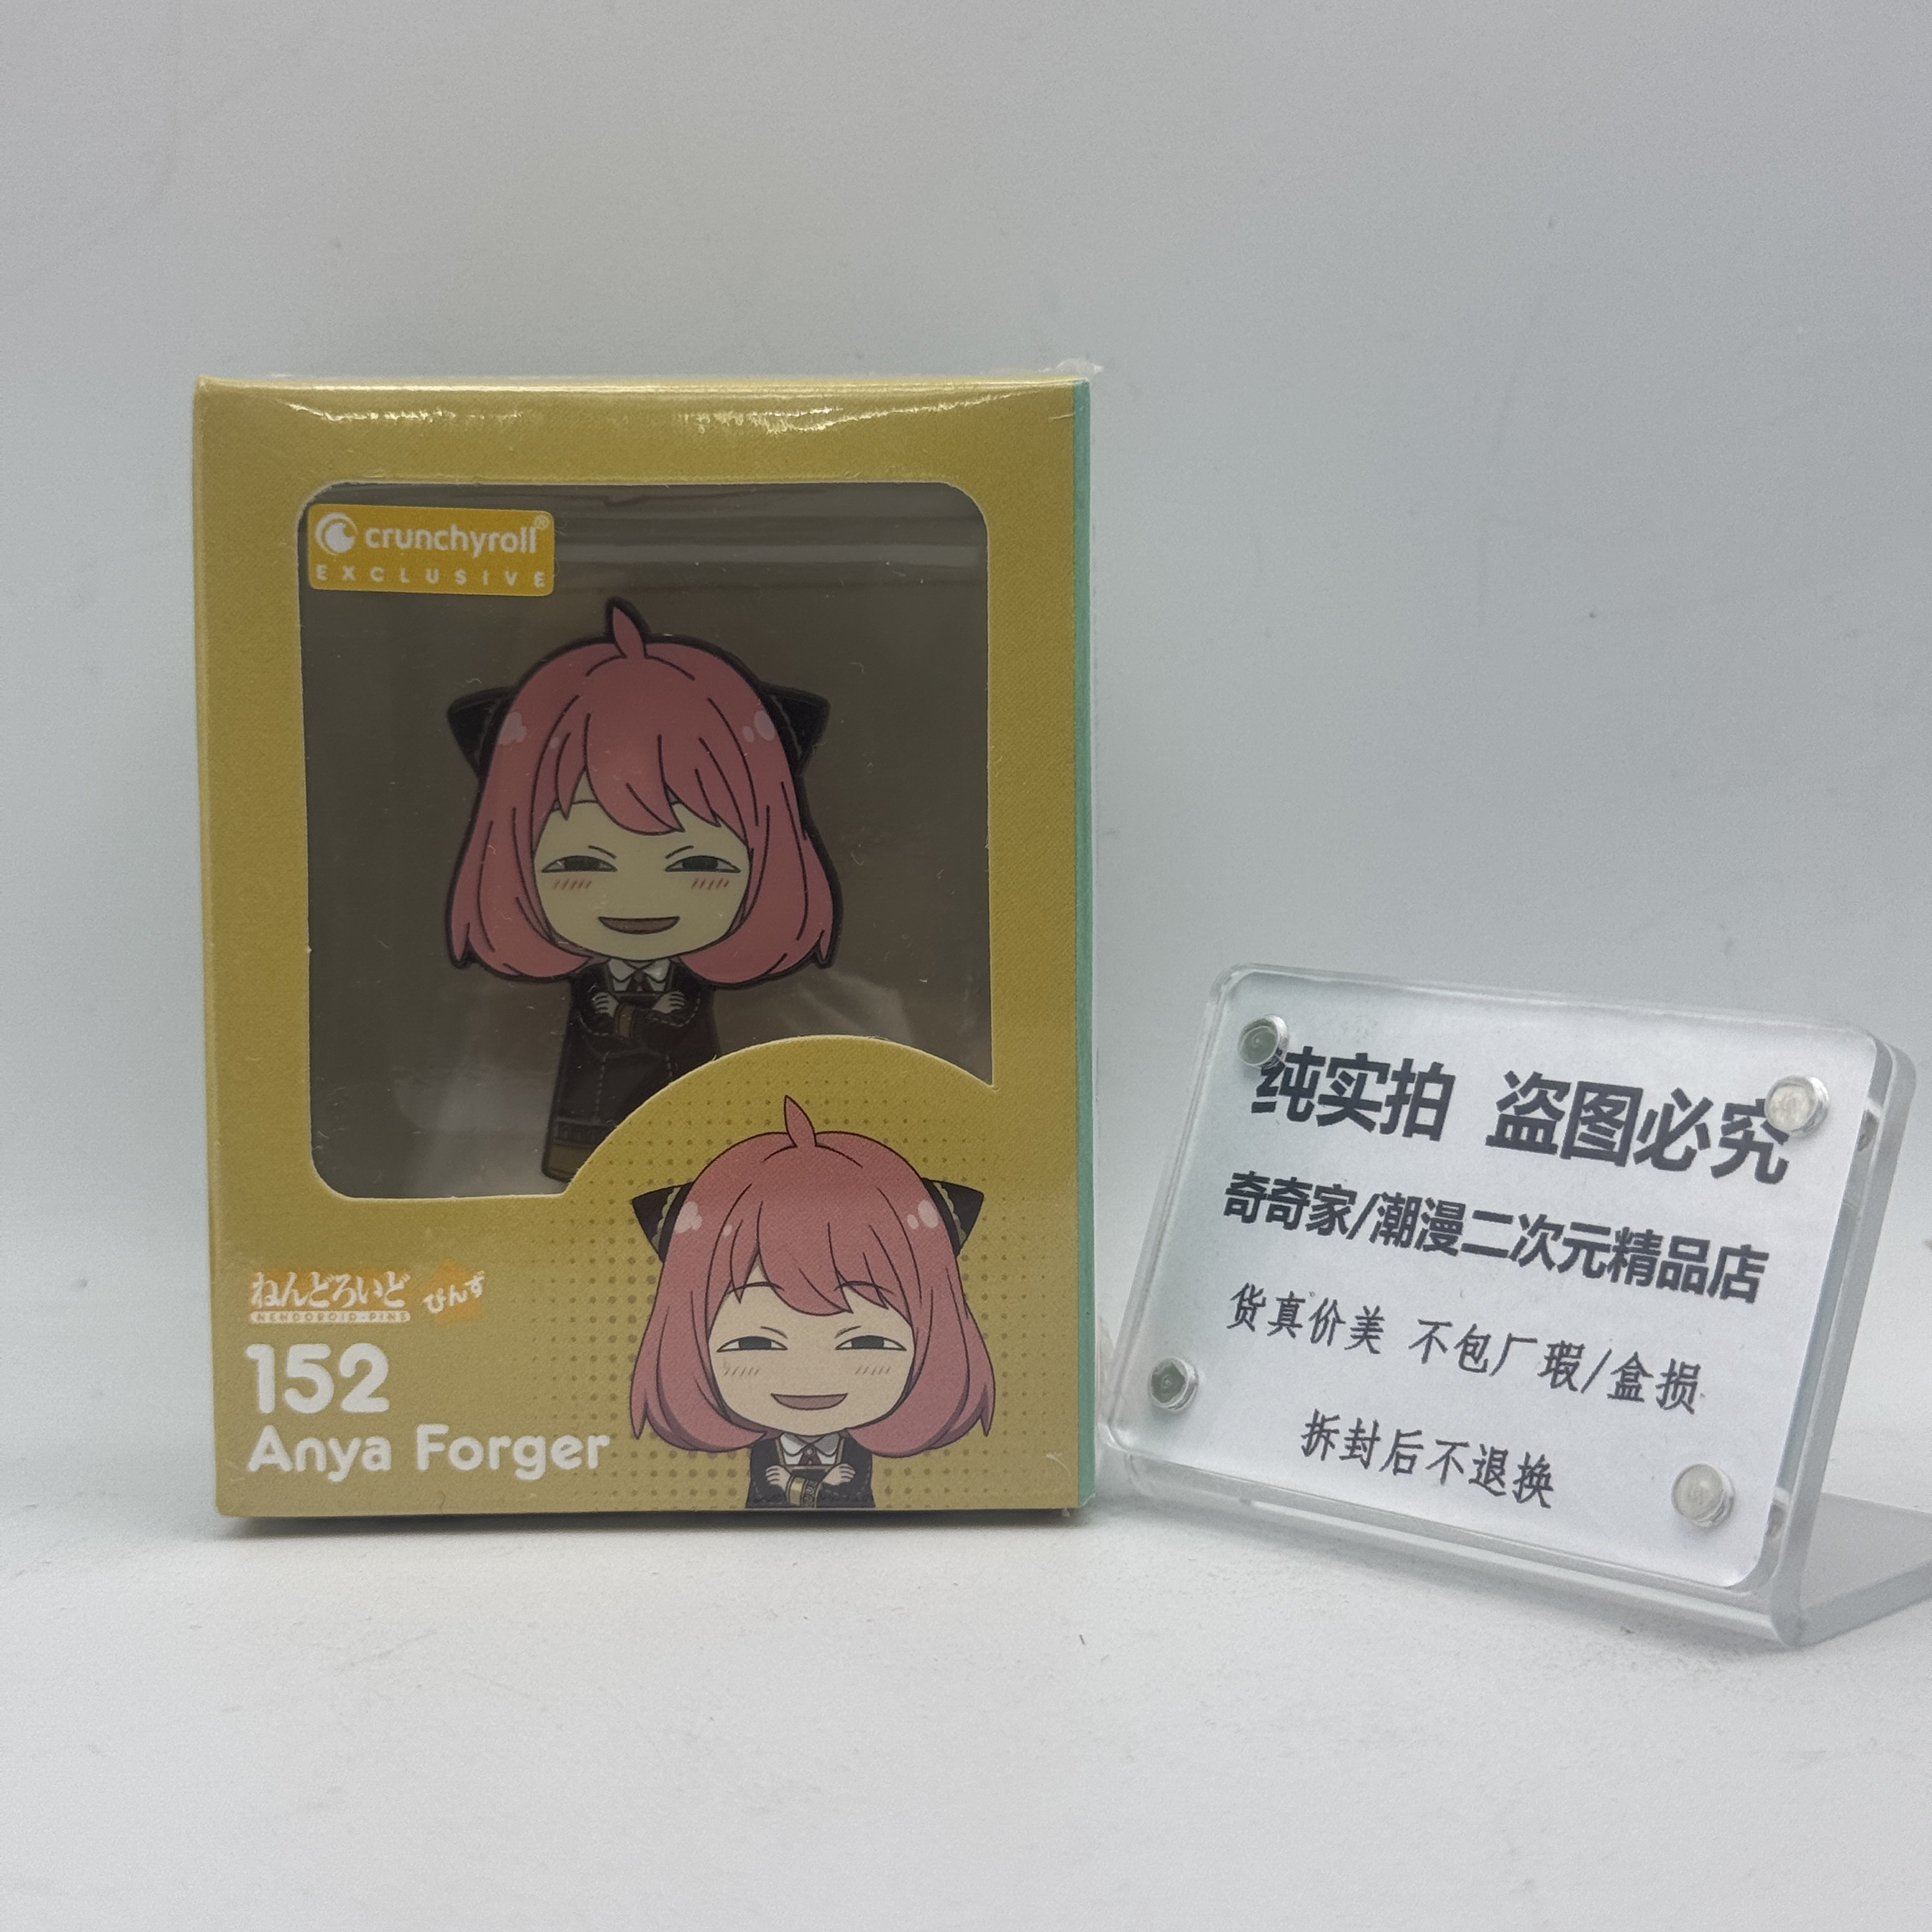 crunchyroll®
EXCLUSIVE
ねんどろいど ぴんず
NENDOROID-PINS
152
Anya Forger
纯实拍 盗图必究
奇奇家/潮漫二次元精品店
货真价美 不包厂瑕/盒损
拆封后不退换